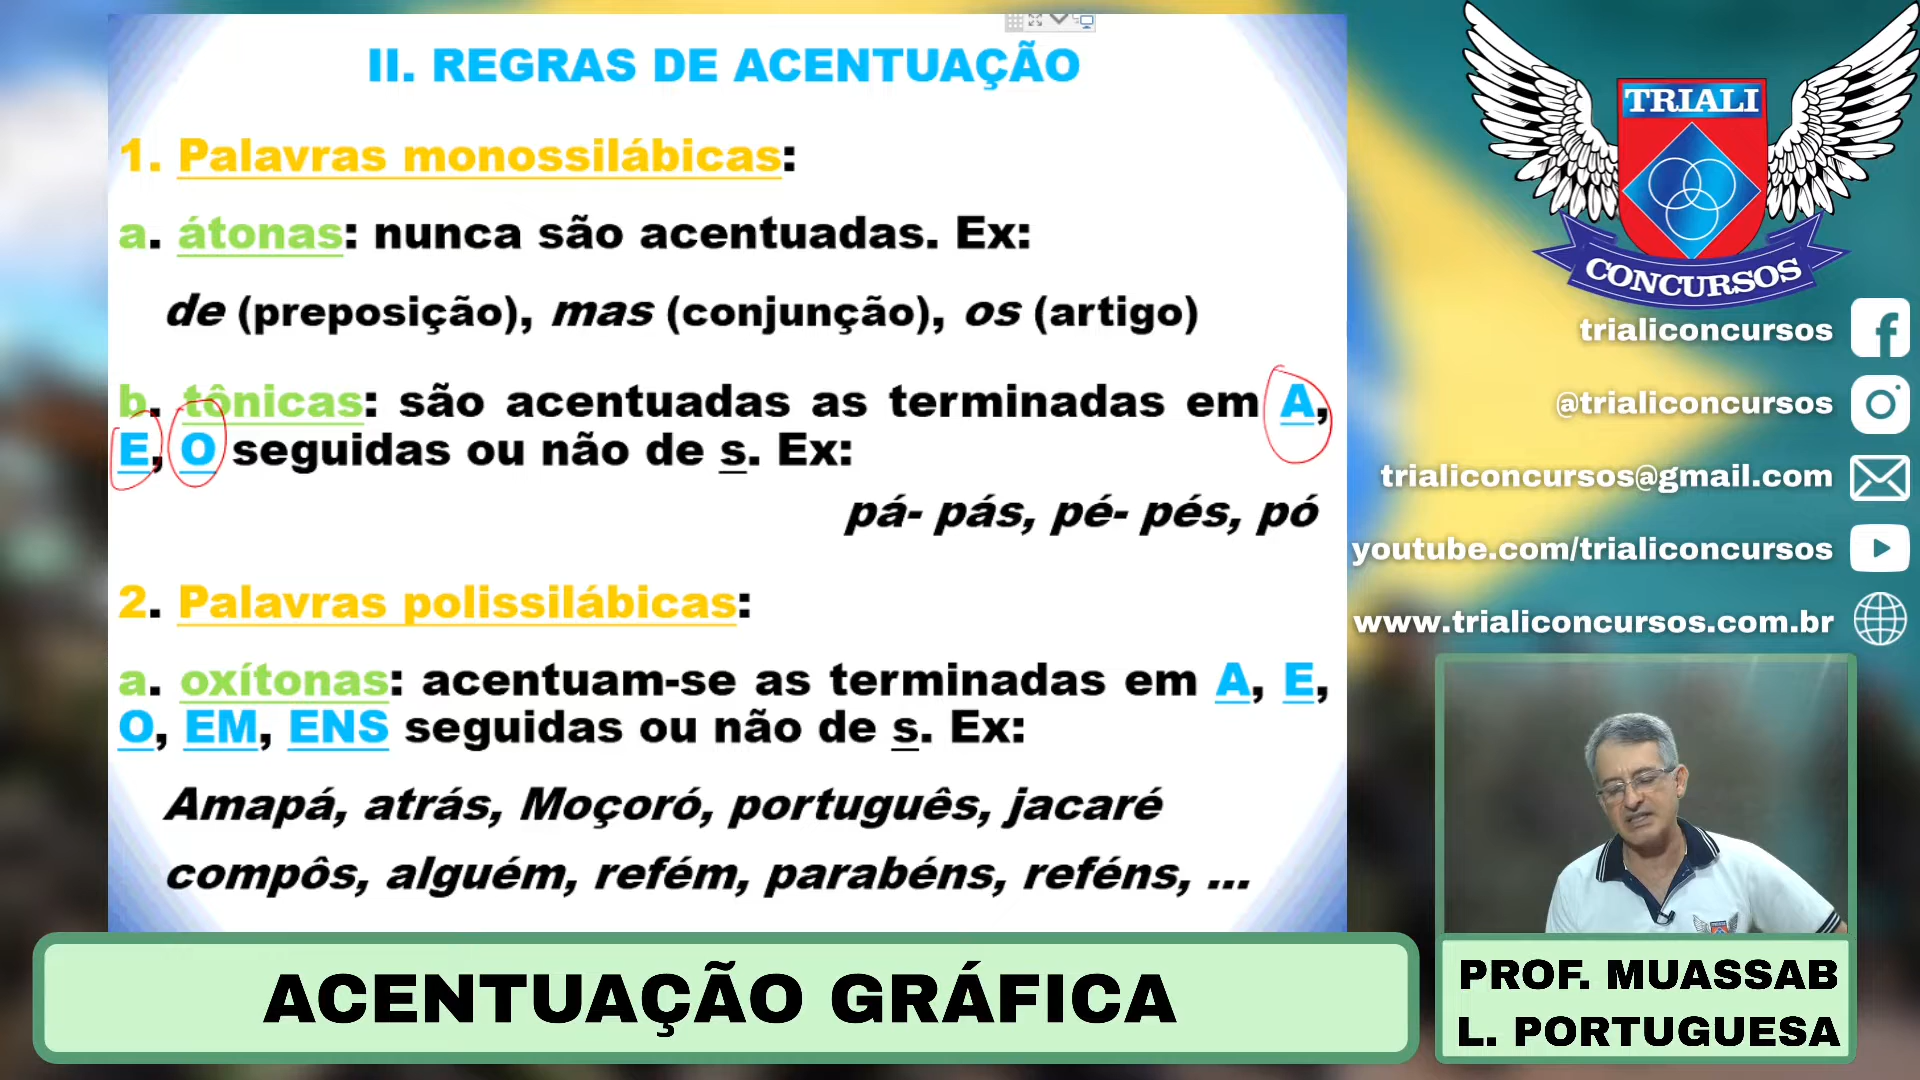 II. REGRAS DE ACENTUAÇÃO
1. Palavras monossilábicas:
a. átonas: nunca são acentuadas. Ex:
de (preposição), mas (conjunção), os (artigo)
b. tônicas: são acentuadas as terminadas em A,
E, O seguidas ou não de s. Ex:
pá- pás, pé- pés, pó
2. Palavras polissilábicas:
a. oxítonas: acentuam-se as terminadas em A, E,
O, EM, ENS seguidas ou não de s. Ex:
Amapá, atrás, Moçoró, português, jacaré
compôs, alguém, refém, parabéns, reféns, ...
TRIALI
CONCURSOS
trialiconcursos
@trialiconcursos
trialiconcursos@gmail.com
youtube.com/trialiconcursos
www.trialiconcursos.com.br
ACENTUAÇÃO GRÁFICA
PROF. MUASSAB
L. PORTUGUESA